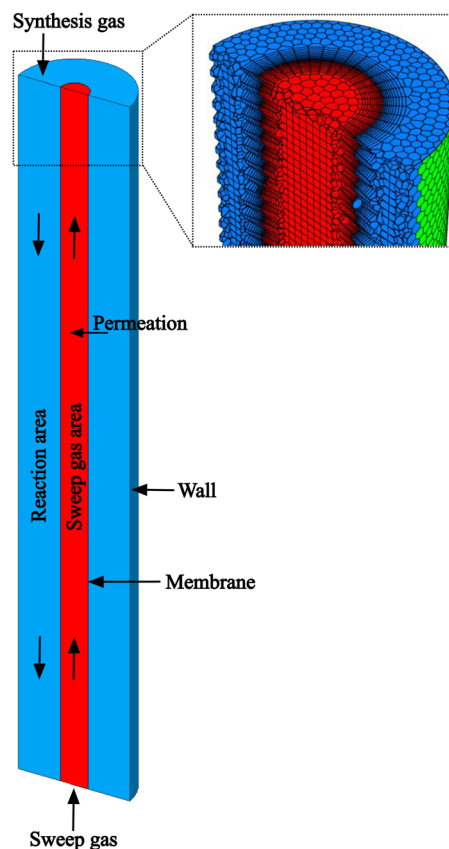 Synthesis gas
Permeation
Reaction area
Sweep gas area
Wall
Membrane
Sweep gas